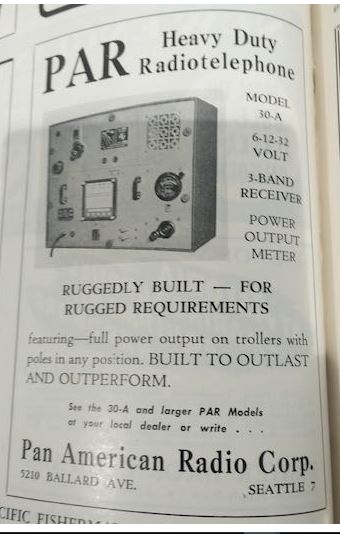 PAR Heavy Duty
Radiotelephone
MODEL
30-A
6-12-32
VOLT
3-BAND
RECEIVER
POWER
OUTPUT
METER
RUGGEDLY BUILT — FOR
RUGGED REQUIREMENTS
featuring—full power output on trollers with
poles in any position. BUILT TO OUTLAST
AND OUTPERFORM.
See the 30-A and larger PAR Models
at your local dealer or write . . .
Pan American Radio Corp.
5210 BALLARD AVE.
SEATTLE 7